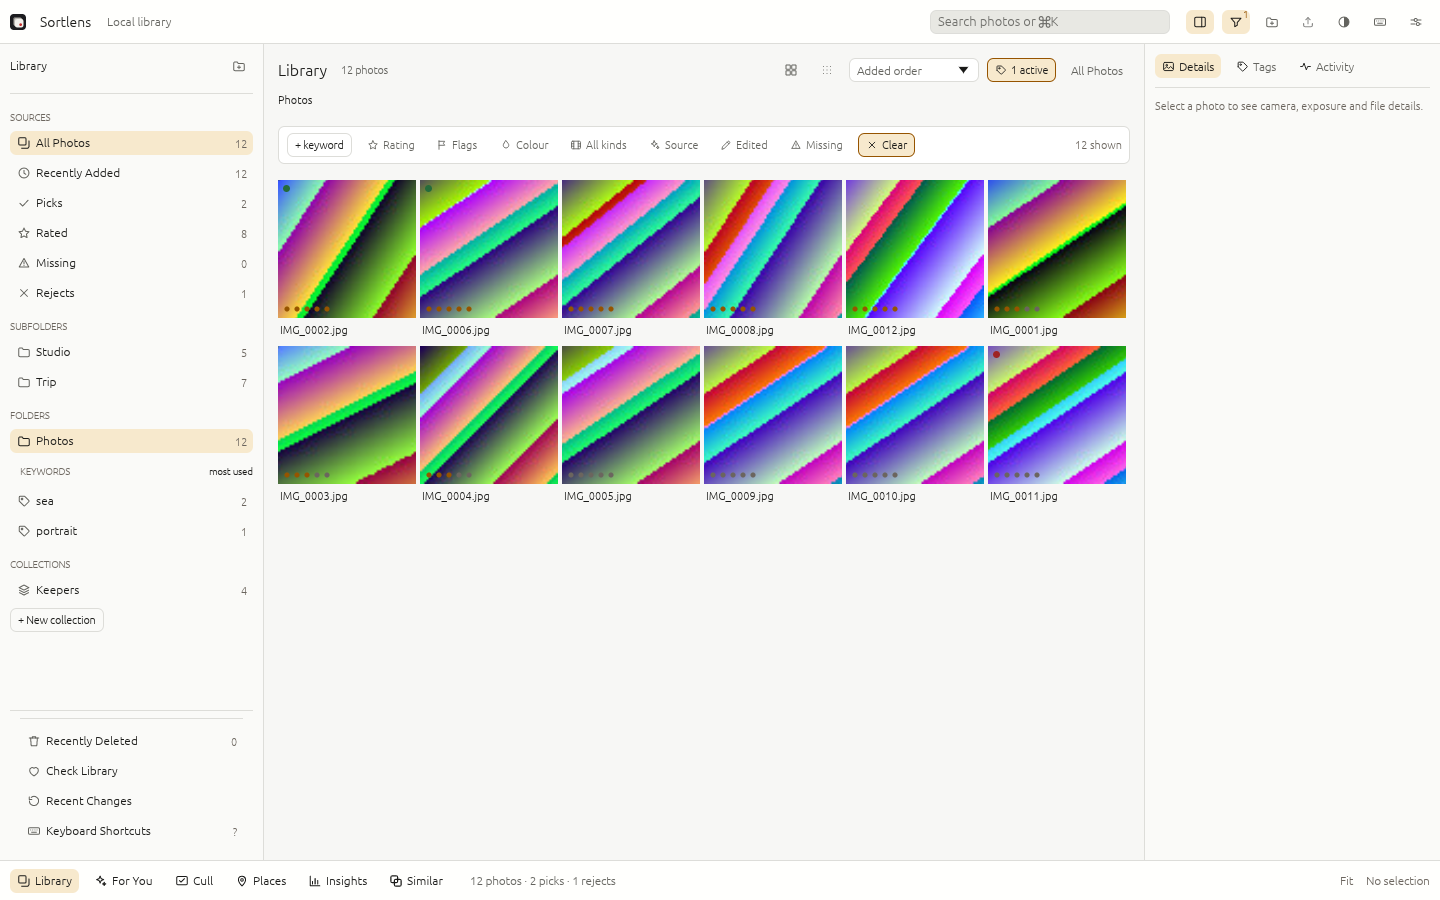 Sortlens Local library
Search photos or ⌘K
1
Library
SOURCES
All Photos 12
Recently Added 12
Picks 2
Rated 8
Missing 0
Rejects 1
SUBFOLDERS
Studio 5
Trip 7
FOLDERS
Photos 12
KEYWORDS most used
sea 2
portrait 1
COLLECTIONS
Keepers 4
+ New collection
Recently Deleted 0
Check Library
Recent Changes
Keyboard Shortcuts ?
Library 12 photos Added order 1 active All Photos
Photos
+ keyword Rating Flags Colour All kinds Source Edited Missing Clear 12 shown
IMG_0002.jpg IMG_0006.jpg IMG_0007.jpg IMG_0008.jpg IMG_0012.jpg IMG_0001.jpg
IMG_0003.jpg IMG_0004.jpg IMG_0005.jpg IMG_0009.jpg IMG_0010.jpg IMG_0011.jpg
Details Tags Activity
Select a photo to see camera, exposure and file details.
Library For You Cull Places Insights Similar 12 photos · 2 picks · 1 rejects Fit No selection